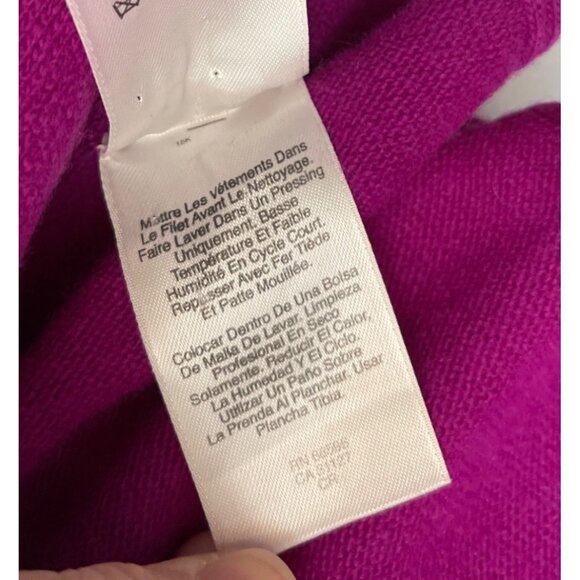 Mettre Les vêtements Dans
Le Filet Avant Le Nettoyage.
Faire Laver Dans Un Pressing
Uniquement. Basse
Température Et Faible
Humidité En Cycle Court.
Repasser Avec Fer Tiède
Et Patte Mouillée.
Colocar Dentro De Una Bolsa
De Malla De Lavar. Limpieza
Profesional En Seco
Solamente. Reducir El Calor,
La Humedad Y El Ciclo.
Utilizar Un Paño Sobre
La Prenda Al Planchar. Usar
Plancha Tibia.
CA 51127
CR